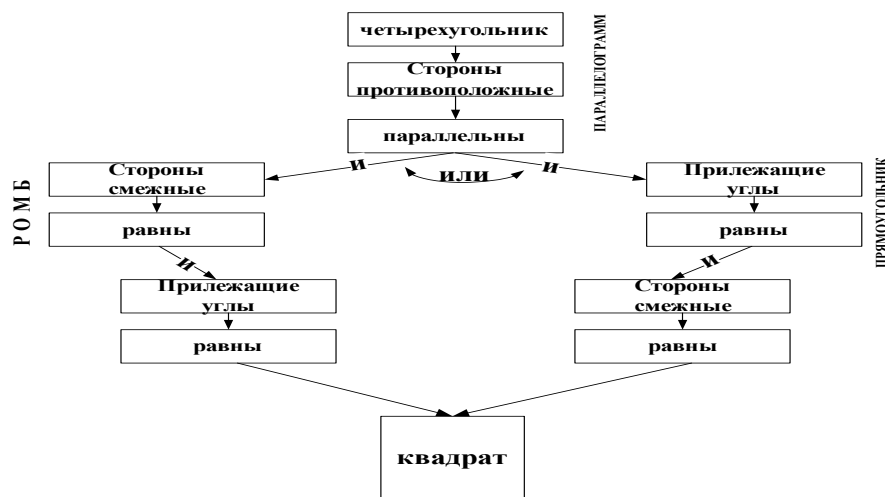 четырехугольник
Стороны
противоположные
параллельны
ПАРАЛЛЕЛОГРАММ
и
или
и
РОМБ
Стороны
смежные
равны
и
Прилежащие
углы
равны
Прилежащие
углы
равны
ПРЯМОУГОЛЬНИК
и
Стороны
смежные
равны
квадрат